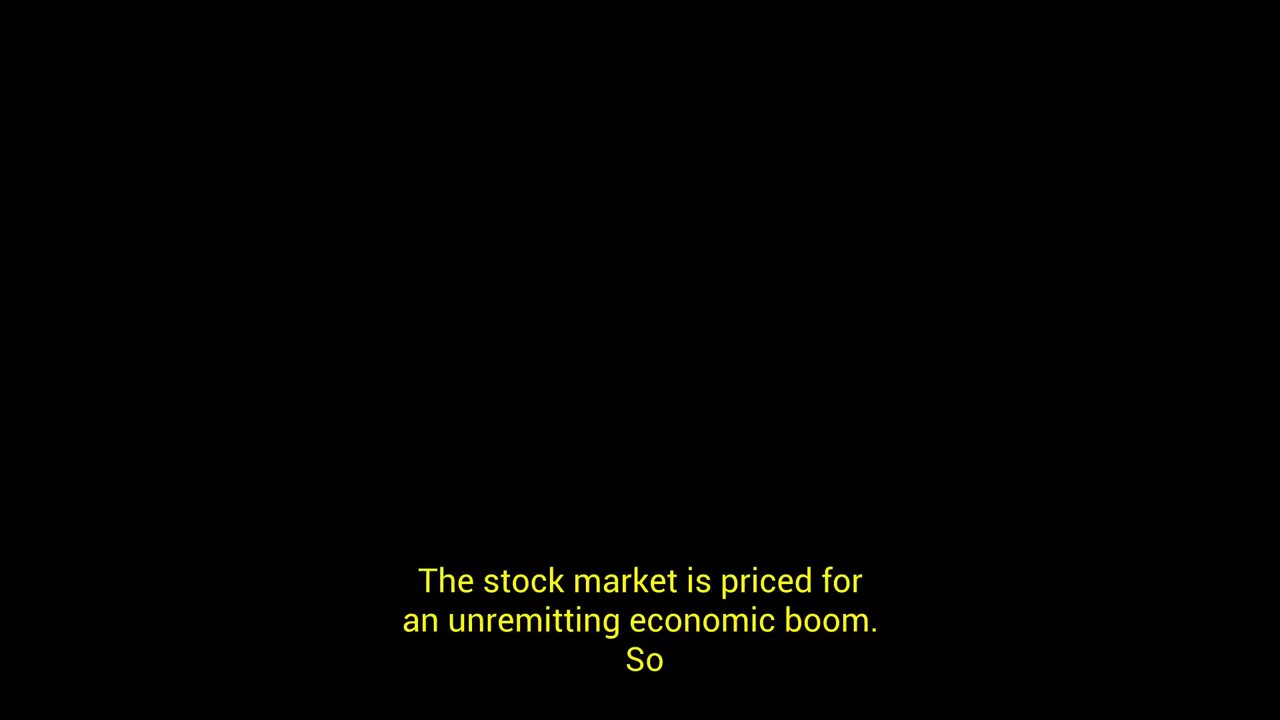 The stock market is priced for
an unremitting economic boom.
So